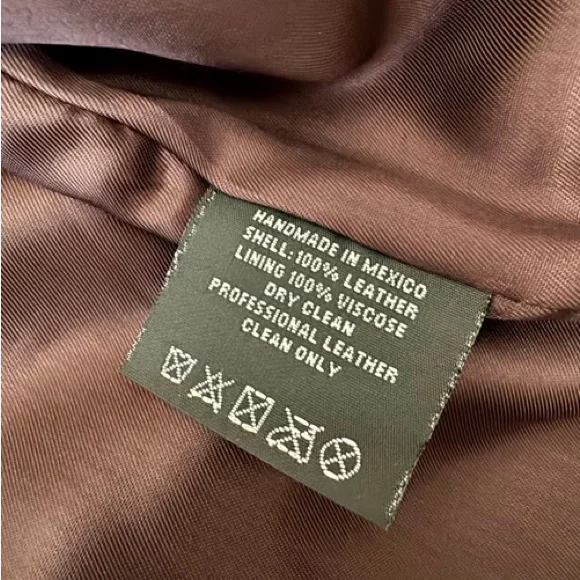 HANDMADE IN MEXICO
SHELL: 100% LEATHER
LINING 100% VISCOSE
DRY CLEAN
PROFESSIONAL LEATHER
CLEAN ONLY